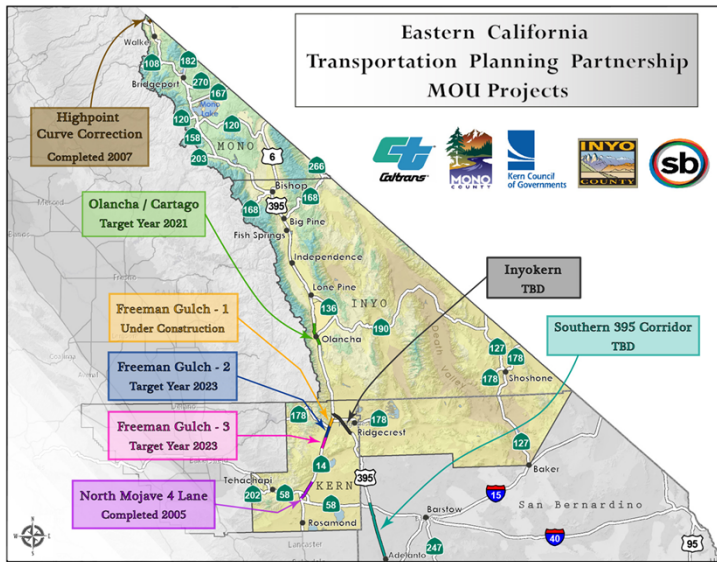 Eastern California
Transportation Planning Partnership
MOU Projects
Caltrans
MONO
COUNTY
Kern Council
of Governments
INYO
COUNTY
sb
Highpoint
Curve Correction
Completed 2007
Olancha / Cartago
Target Year 2021
Freeman Gulch - 1
Under Construction
Freeman Gulch - 2
Target Year 2023
Freeman Gulch - 3
Target Year 2023
North Mojave 4 Lane
Completed 2005
Inyokern
TBD
Southern 395 Corridor
TBD
Walker
108
182
Bridgeport
270
167
Mono
Lake
120
120
158
MONO
6
203
266
Bishop
168
395
168
Big Pine
Fish Springs
Independence
Lone Pine
136
INYO
190
Olancha
Death Valley
127
178
178
Shoshone
178
178
Ridgecrest
127
14
395
Baker
Tehachapi
KERN
202
58
58
15
San Bernardino
Rosamond
Barstow
40
Lancaster
Adelanto
247
95
Merced
Fresno